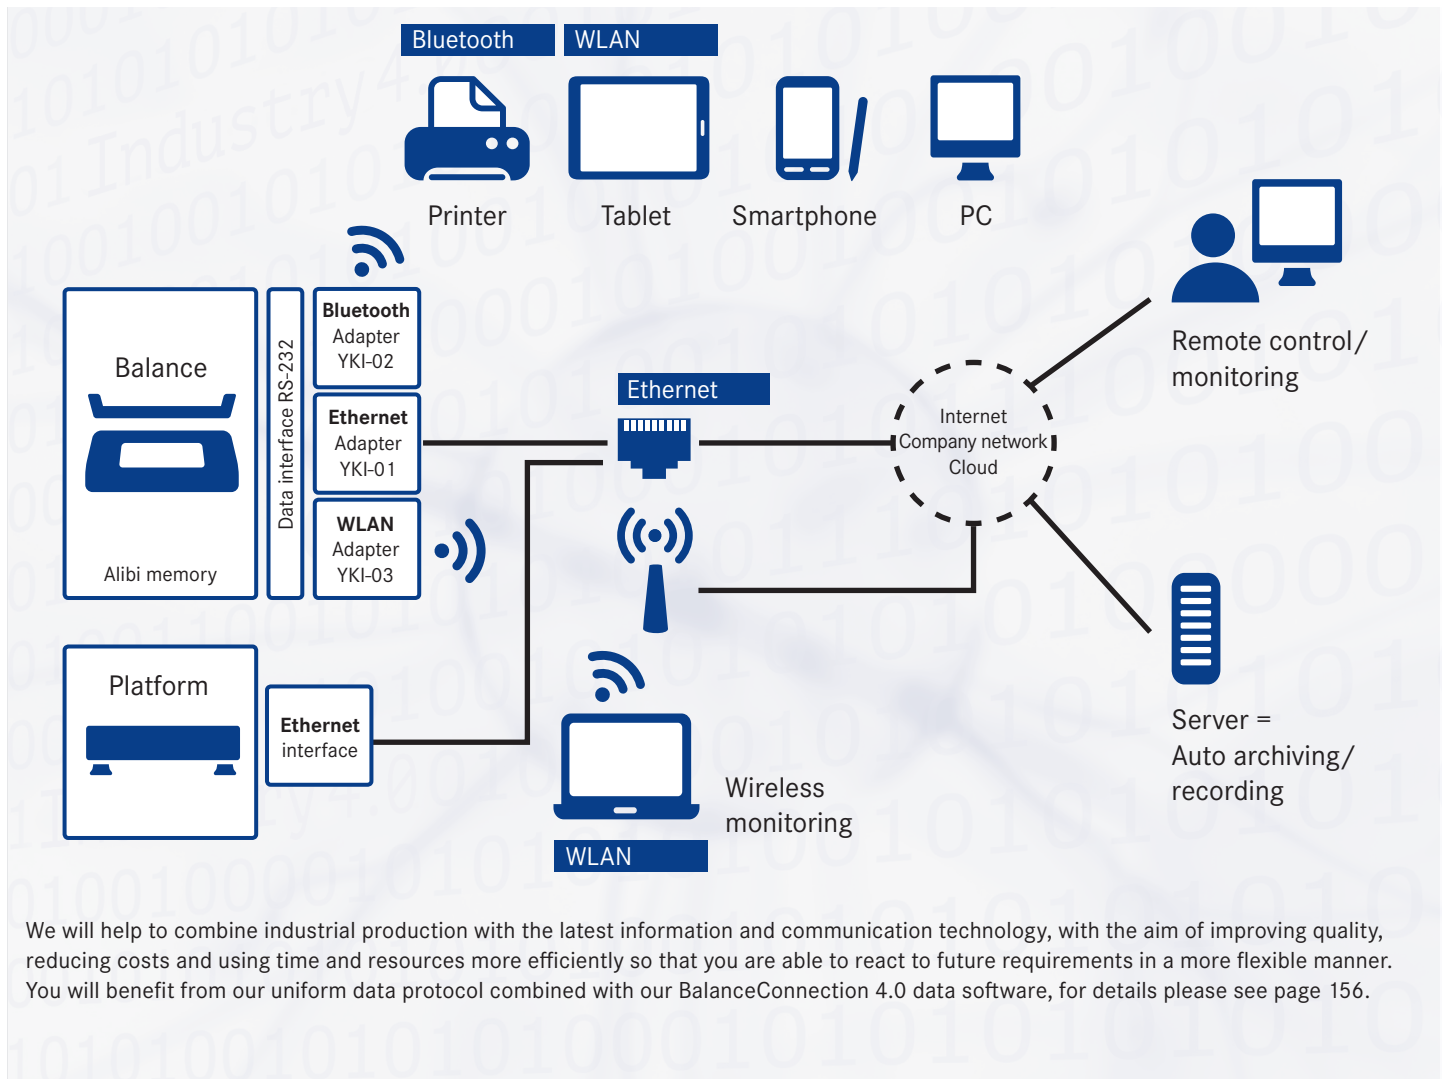 Bluetooth
WLAN
Industry 4.0
Printer
Tablet
Smartphone
PC
Balance
Alibi memory
Data interface RS-232
Bluetooth
Adapter
YKI-02
Ethernet
Adapter
YKI-01
WLAN
Adapter
YKI-03
Ethernet
Internet
Company network
Cloud
Remote control/
monitoring
Platform
Ethernet
interface
Wireless
monitoring
WLAN
Server =
Auto archiving/
recording
We will help to combine industrial production with the latest information and communication technology, with the aim of improving quality,
reducing costs and using time and resources more efficiently so that you are able to react to future requirements in a more flexible manner.
You will benefit from our uniform data protocol combined with our BalanceConnection 4.0 data software, for details please see page 156.